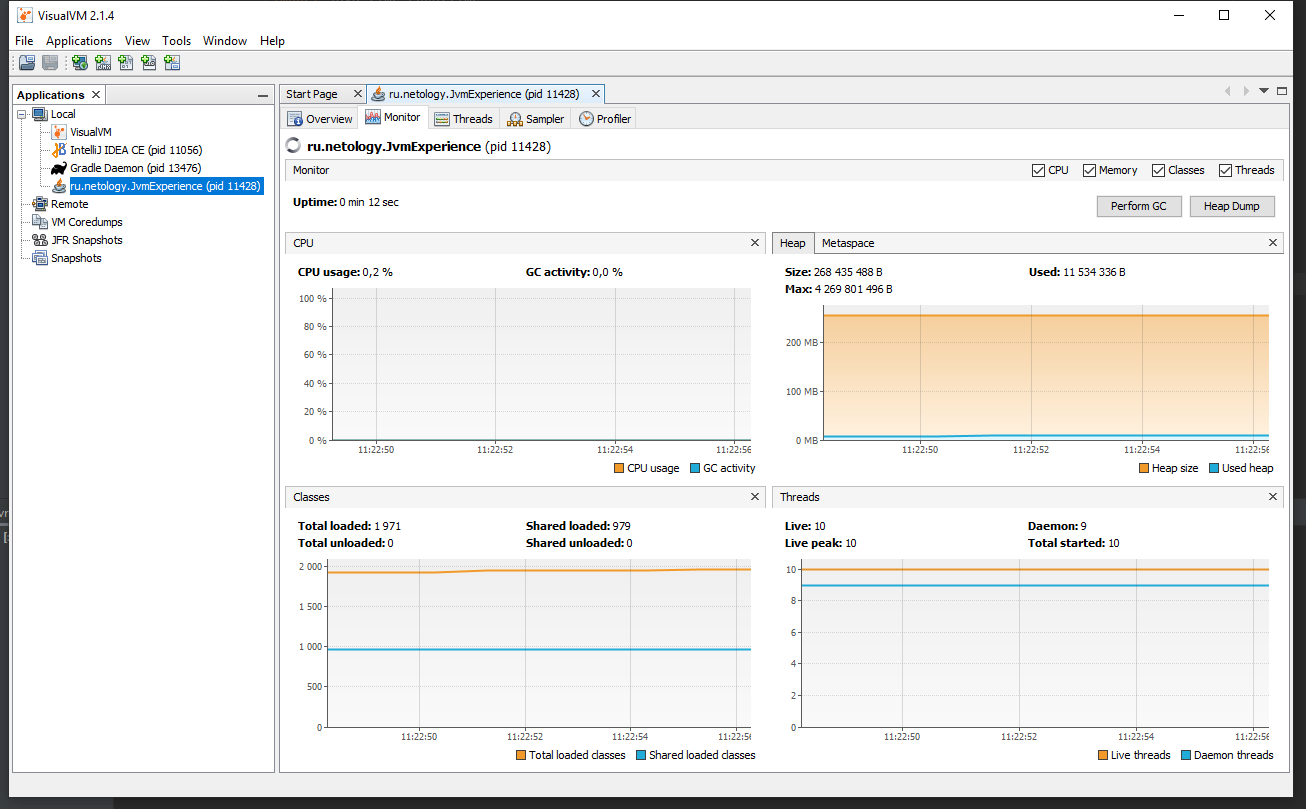 VisualVM 2.1.4
File Applications View Tools Window Help
Applications
Local
VisualVM
IntelliJ IDEA CE (pid 11056)
Gradle Daemon (pid 13476)
ru.netology.JvmExperience (pid 11428)
Remote
VM Coredumps
JFR Snapshots
Snapshots
Start Page ru.netology.JvmExperience (pid 11428)
Overview Monitor Threads Sampler Profiler
ru.netology.JvmExperience (pid 11428)
Monitor CPU Memory Classes Threads
Uptime: 0 min 12 sec Perform GC Heap Dump
CPU
CPU usage: 0,2 % GC activity: 0,0 %
100 %
80 %
60 %
40 %
20 %
0 %
11:22:50 11:22:52 11:22:54 11:22:56
CPU usage GC activity
Heap Metaspace
Size: 268 435 488 B Used: 11 534 336 B
Max: 4 269 801 496 B
200 MB
100 MB
0 MB
11:22:50 11:22:52 11:22:54 11:22:56
Heap size Used heap
Classes
Total loaded: 1 971 Shared loaded: 979
Total unloaded: 0 Shared unloaded: 0
2 000
1 500
1 000
500
0
11:22:50 11:22:52 11:22:54 11:22:56
Total loaded classes Shared loaded classes
Threads
Live: 10 Daemon: 9
Live peak: 10 Total started: 10
10
8
6
4
2
0
11:22:50 11:22:52 11:22:54 11:22:56
Live threads Daemon threads